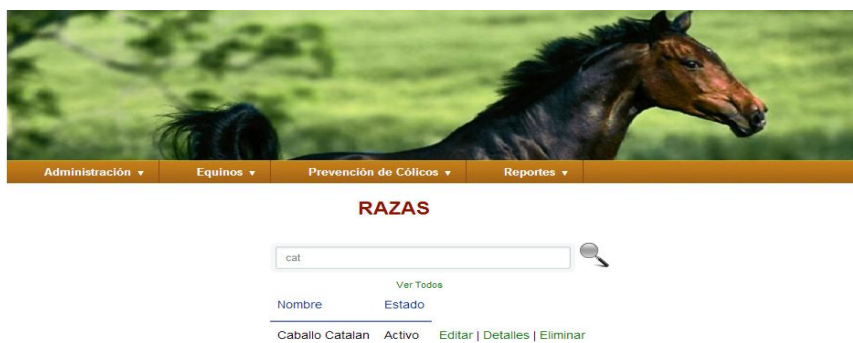 Administración ▼ Equinos ▼ Prevención de Cólicos ▼ Reportes ▼
RAZAS
cat
Ver Todos
Nombre Estado
Caballo Catalan Activo Editar | Detalles | Eliminar